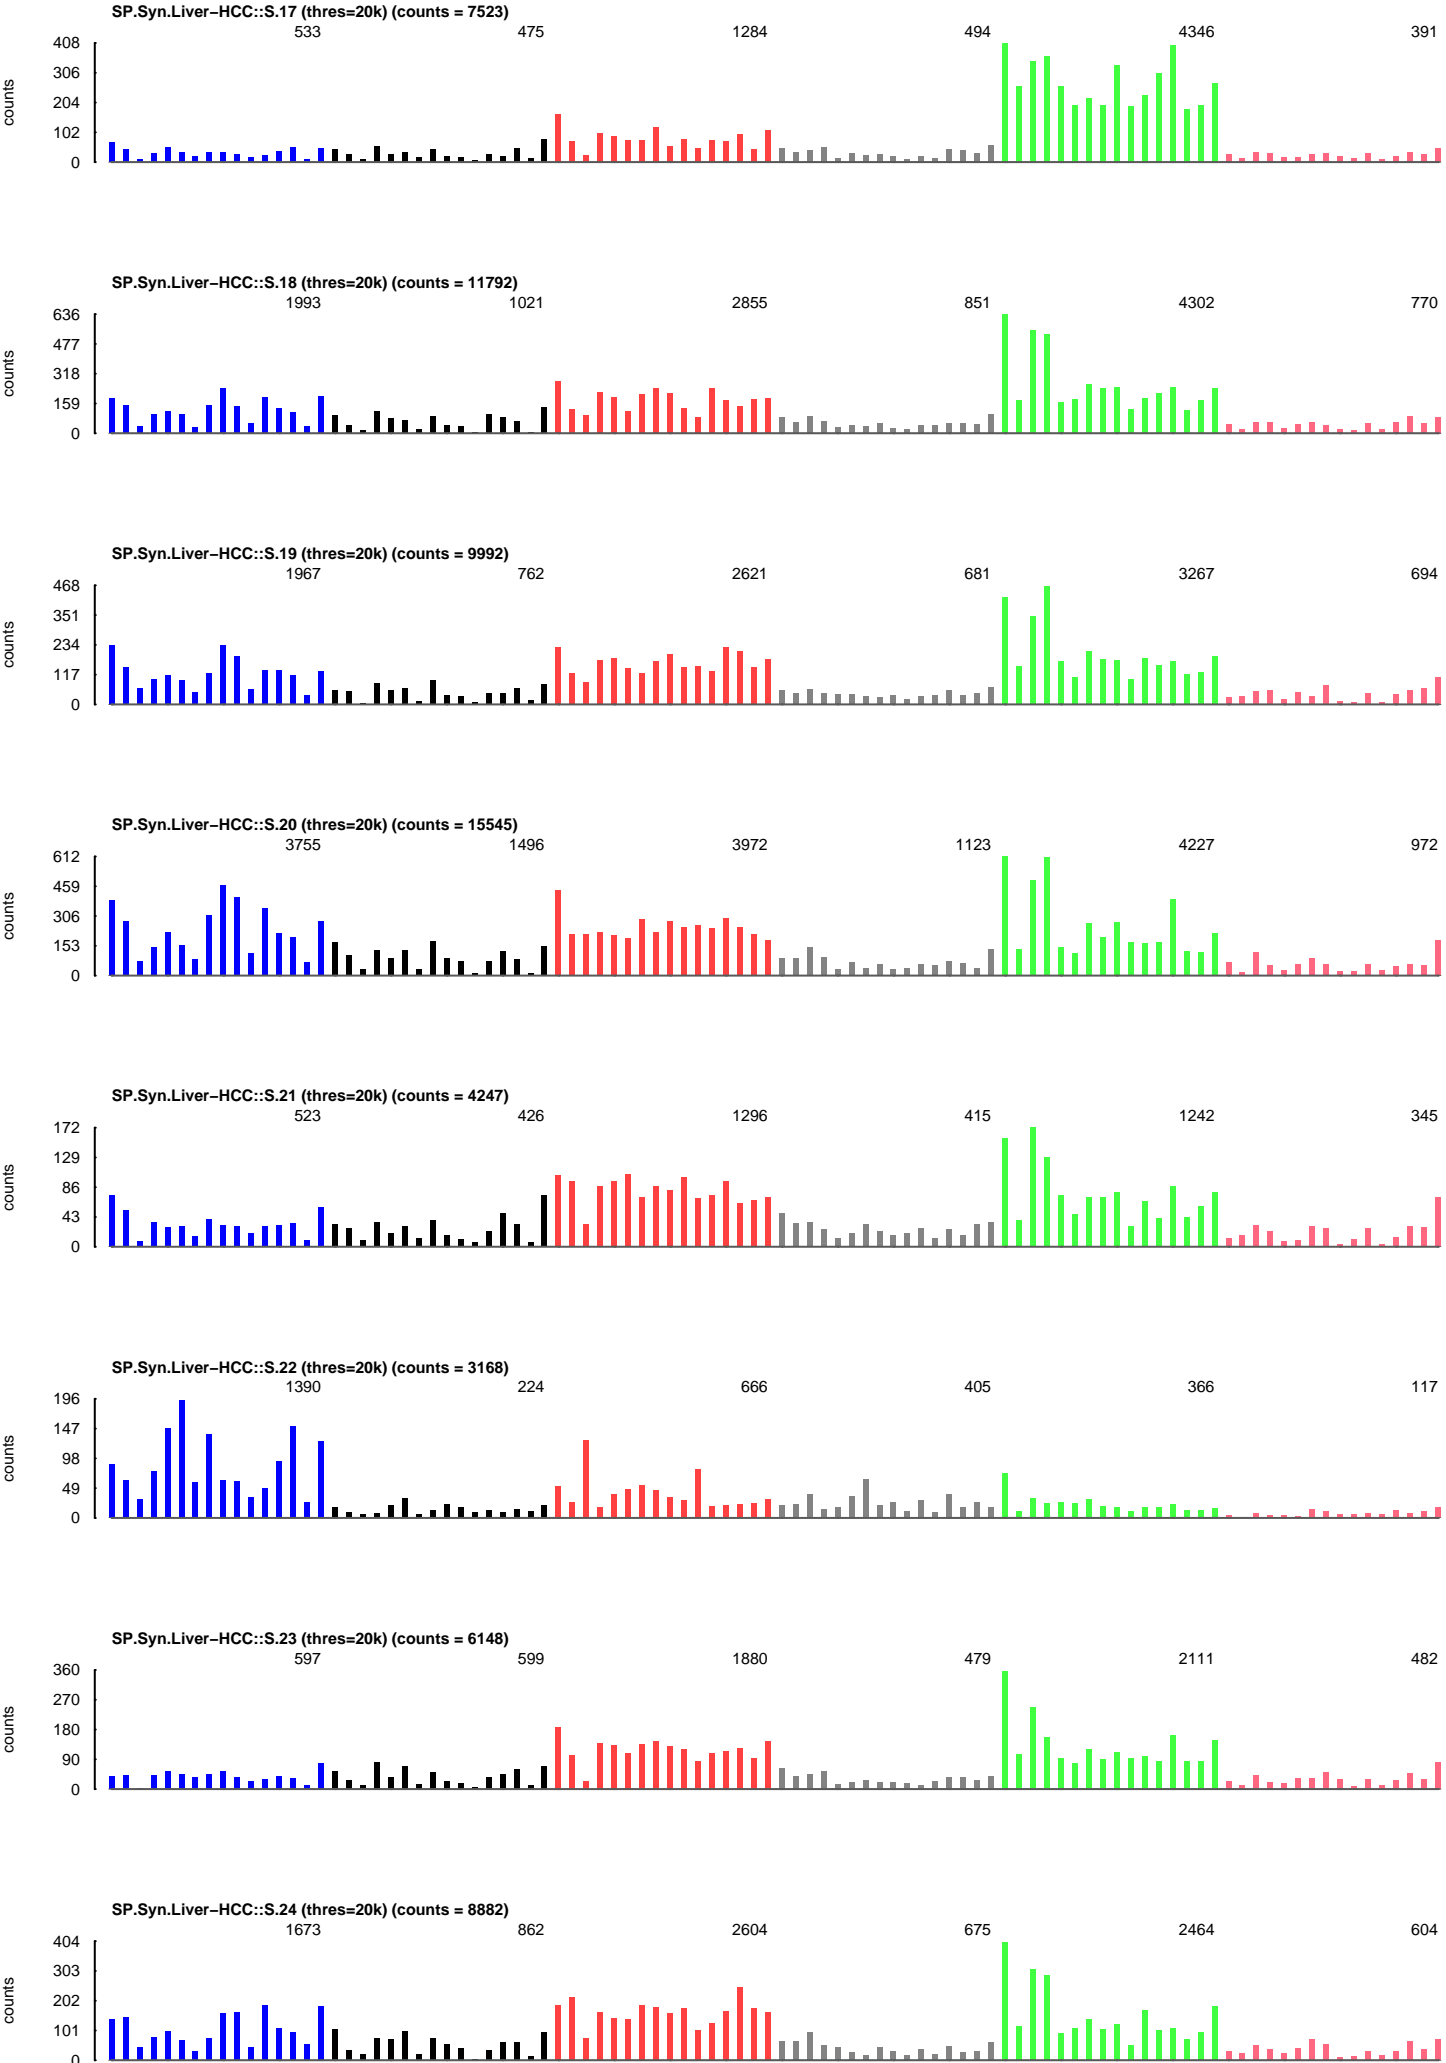 SP.Syn.Liver−HCC::S.17 (thres=20k) (counts = 7523)
533 475 1284 494 4346 391
408
306
204
102
0
counts
SP.Syn.Liver−HCC::S.18 (thres=20k) (counts = 11792)
1993 1021 2855 851 4302 770
636
477
318
159
0
counts
SP.Syn.Liver−HCC::S.19 (thres=20k) (counts = 9992)
1967 762 2621 681 3267 694
468
351
234
117
0
counts
SP.Syn.Liver−HCC::S.20 (thres=20k) (counts = 15545)
3755 1496 3972 1123 4227 972
612
459
306
153
0
counts
SP.Syn.Liver−HCC::S.21 (thres=20k) (counts = 4247)
523 426 1296 415 1242 345
172
129
86
43
0
counts
SP.Syn.Liver−HCC::S.22 (thres=20k) (counts = 3168)
1390 224 666 405 366 117
196
147
98
49
0
counts
SP.Syn.Liver−HCC::S.23 (thres=20k) (counts = 6148)
597 599 1880 479 2111 482
360
270
180
90
0
counts
SP.Syn.Liver−HCC::S.24 (thres=20k) (counts = 8882)
1673 862 2604 675 2464 604
404
303
202
101
0
counts